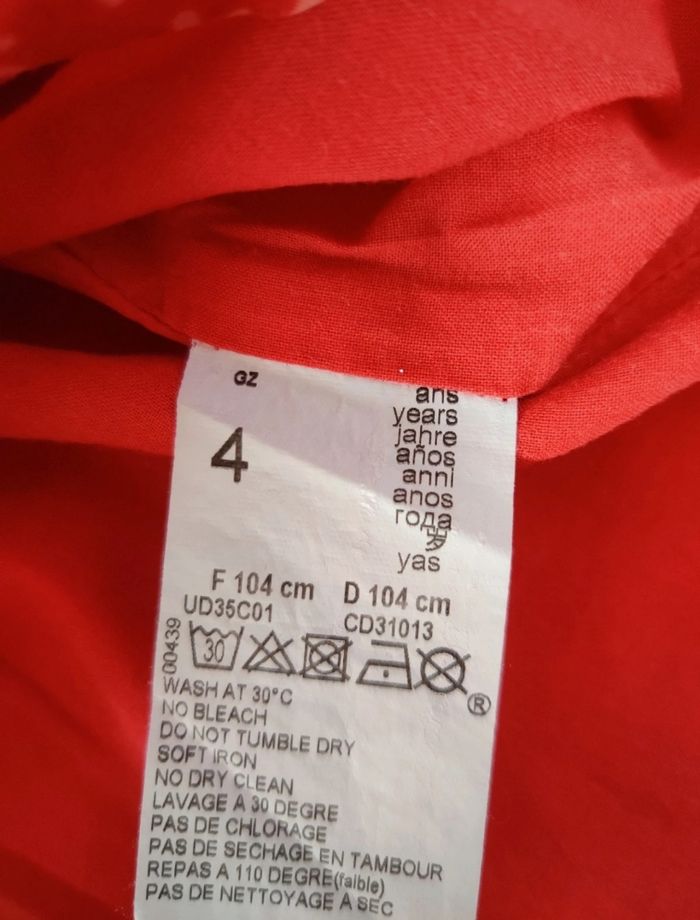 GZ
4
ans
years
jahre
años
anni
anos
года
岁
yas
F 104 cm D 104 cm
UD35C01 CD31013
00439
30
®
WASH AT 30°C
NO BLEACH
DO NOT TUMBLE DRY
SOFT IRON
NO DRY CLEAN
LAVAGE A 30 DEGRE
PAS DE CHLORAGE
PAS DE SECHAGE EN TAMBOUR
REPAS A 110 DEGRE(faible)
PAS DE NETTOYAGE A SEC